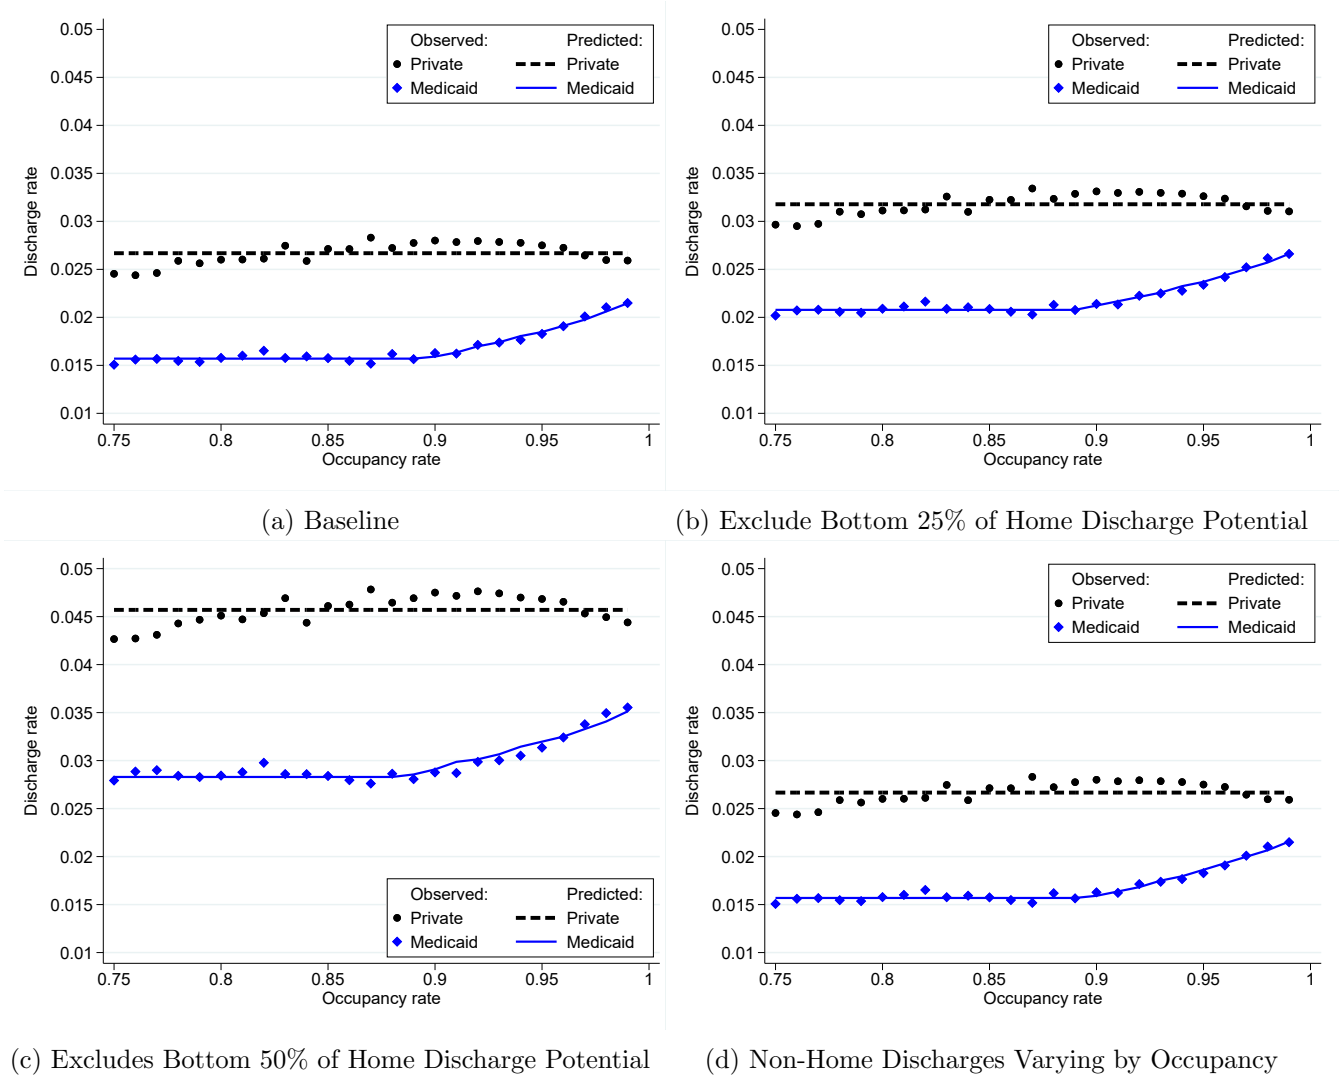 0.05
0.045
0.04
0.035
0.03
0.025
0.02
0.015
0.01
Discharge rate
0.75 0.8 0.85 0.9 0.95 1
Occupancy rate
Observed: Predicted:
Private Private
Medicaid Medicaid
(a) Baseline
0.05
0.045
0.04
0.035
0.03
0.025
0.02
0.015
0.01
Discharge rate
0.75 0.8 0.85 0.9 0.95 1
Occupancy rate
Observed: Predicted:
Private Private
Medicaid Medicaid
(b) Exclude Bottom 25% of Home Discharge Potential
0.05
0.045
0.04
0.035
0.03
0.025
0.02
0.015
0.01
Discharge rate
0.75 0.8 0.85 0.9 0.95 1
Occupancy rate
Observed: Predicted:
Private Private
Medicaid Medicaid
(c) Excludes Bottom 50% of Home Discharge Potential
0.05
0.045
0.04
0.035
0.03
0.025
0.02
0.015
0.01
Discharge rate
0.75 0.8 0.85 0.9 0.95 1
Occupancy rate
Observed: Predicted:
Private Private
Medicaid Medicaid
(d) Non-Home Discharges Varying by Occupancy